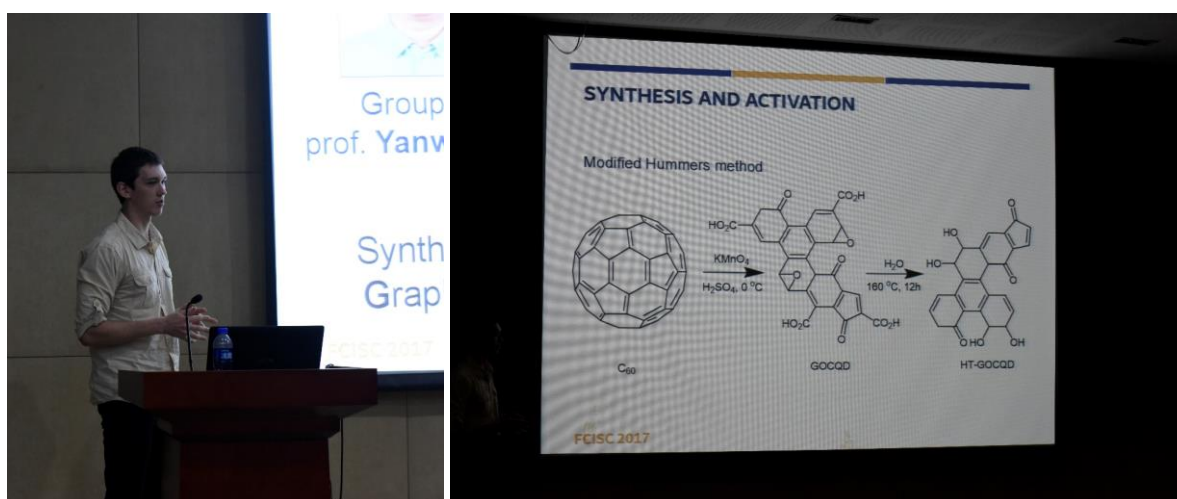 Group
prof. Yanw
Synth
Grap
FCISC 2017
SYNTHESIS AND ACTIVATION
Modified Hummers method
CO₂H
O
HO₂C
O
KMnO₄
H₂SO₄, 0 °C
O
O
HO₂C
O
CO₂H
H₂O
160 °C, 12h
O
HO
HO
O
O
HO
OH
C₆₀
GOCQD
HT-GOCQD
FCISC 2017